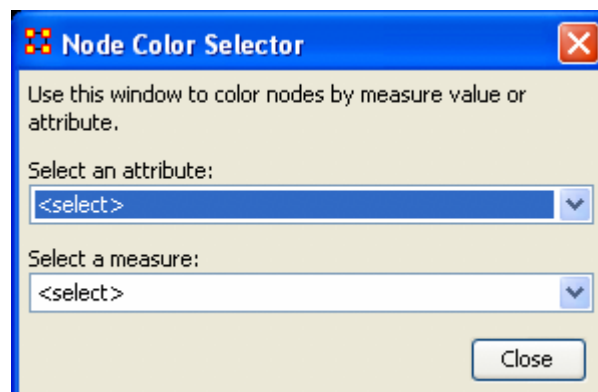 Node Color Selector
Use this window to color nodes by measure value or
attribute.
Select an attribute:
<select>
Select a measure:
<select>
Close